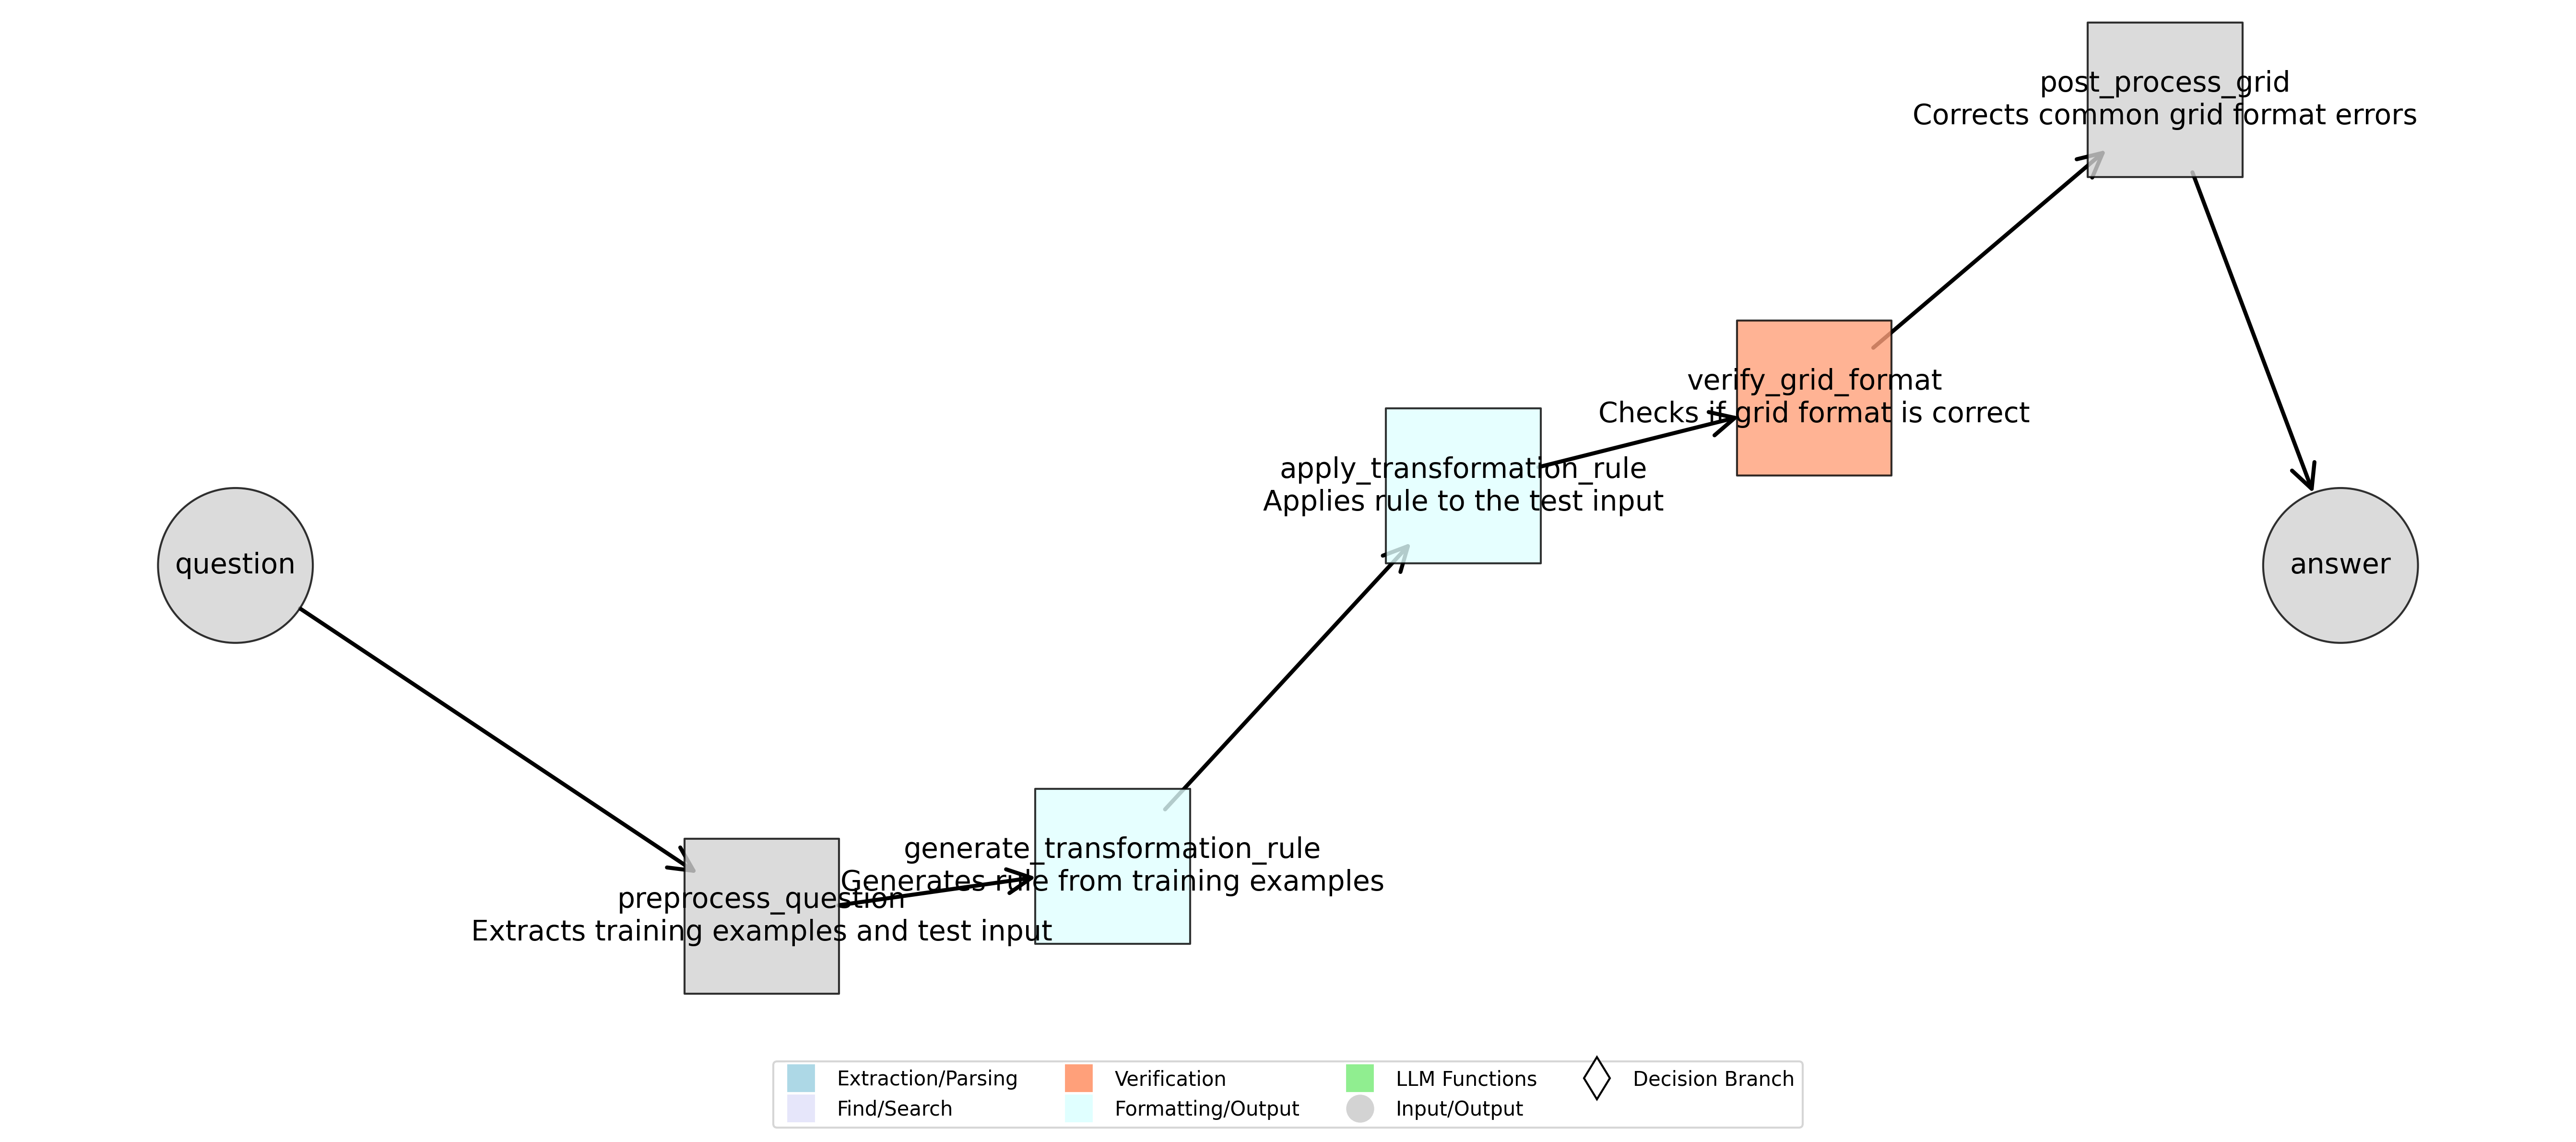 post_process_grid
Corrects common grid format errors
verify_grid_format
Checks if grid format is correct
apply_transformation_rule
Applies rule to the test input
question
answer
generate_transformation_rule
Generates rule from training examples
preprocess_question
Extracts training examples and test input
Extraction/Parsing
Find/Search
Verification
Formatting/Output
LLM Functions
Input/Output
Decision Branch